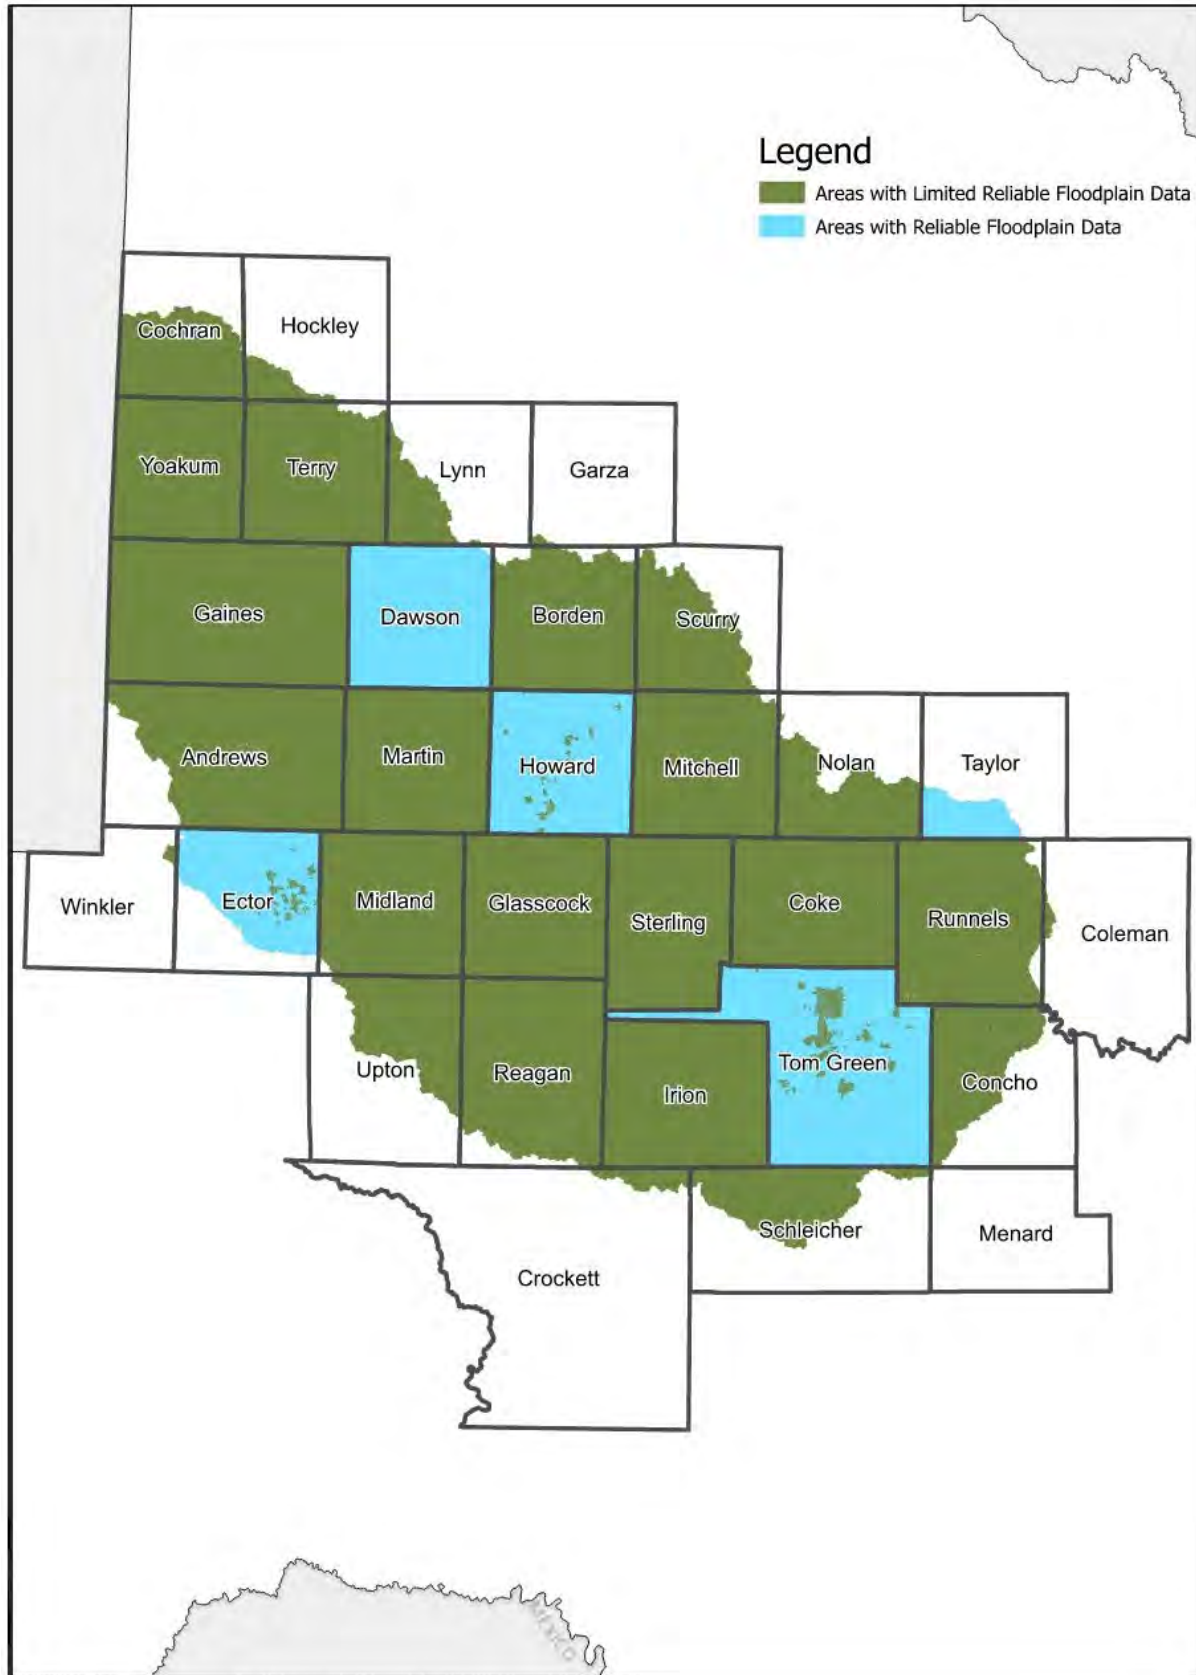 Legend
Areas with Limited Reliable Floodplain Data
Areas with Reliable Floodplain Data
Cochran
Hockley
Yoakum
Terry
Lynn
Garza
Gaines
Dawson
Borden
Scurry
Andrews
Martin
Howard
Mitchell
Nolan
Taylor
Winkler
Ector
Midland
Glasscock
Sterling
Coke
Runnels
Coleman
Upton
Reagan
Irion
Tom Green
Concho
Crockett
Schleicher
Menard
MEXICO